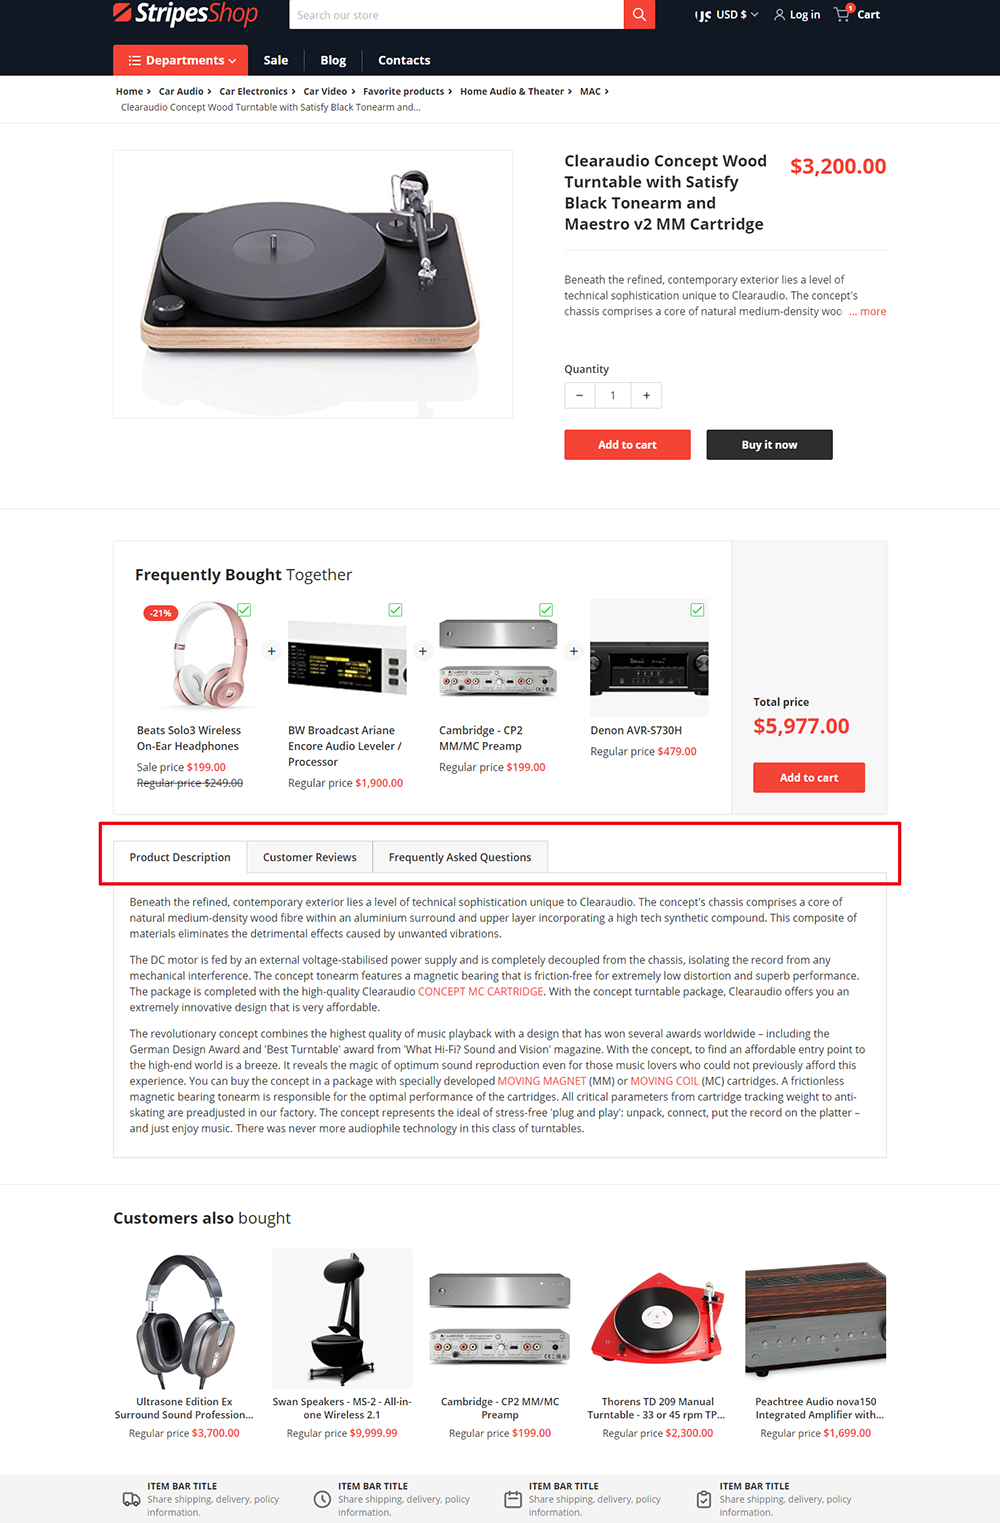 StripesShop
Search our store
USD $
Log in
1
Cart
Departments
Sale
Blog
Contacts
Home > Car Audio > Car Electronics > Car Video > Favorite products > Home Audio & Theater > MAC >
Clearaudio Concept Wood Turntable with Satisfy Black Tonearm and...
Clearaudio Concept Wood
Turntable with Satisfy
Black Tonearm and
Maestro v2 MM Cartridge
$3,200.00
Beneath the refined, contemporary exterior lies a level of
technical sophistication unique to Clearaudio. The concept's
chassis comprises a core of natural medium-density woo ... more
Quantity
− 1 +
Add to cart
Buy it now
Frequently Bought Together
-21%
+
+
+
Beats Solo3 Wireless
On-Ear Headphones
Sale price $199.00
Regular price $249.00
BW Broadcast Ariane
Encore Audio Leveler /
Processor
Regular price $1,900.00
Cambridge - CP2
MM/MC Preamp
Regular price $199.00
Denon AVR-S730H
Regular price $479.00
Total price
$5,977.00
Add to cart
Product Description
Customer Reviews
Frequently Asked Questions
Beneath the refined, contemporary exterior lies a level of technical sophistication unique to Clearaudio. The concept's chassis comprises a core of
natural medium-density wood fibre within an aluminium surround and upper layer incorporating a high tech synthetic compound. This composite of
materials eliminates the detrimental effects caused by unwanted vibrations.
The DC motor is fed by an external voltage-stabilised power supply and is completely decoupled from the chassis, isolating the record from any
mechanical interference. The concept tonearm features a magnetic bearing that is friction-free for extremely low distortion and superb performance.
The package is completed with the high-quality Clearaudio CONCEPT MC CARTRIDGE. With the concept turntable package, Clearaudio offers you an
extremely innovative design that is very affordable.
The revolutionary concept combines the highest quality of music playback with a design that has won several awards worldwide – including the
German Design Award and 'Best Turntable' award from 'What Hi-Fi? Sound and Vision' magazine. With the concept, to find an affordable entry point to
the high-end world is a breeze. It reveals the magic of optimum sound reproduction even for those music lovers who could not previously afford this
experience. You can buy the concept in a package with specially developed MOVING MAGNET (MM) or MOVING COIL (MC) cartridges. A frictionless
magnetic bearing tonearm is responsible for the optimal performance of the cartridges. All critical parameters from cartridge tracking weight to anti-
skating are preadjusted in our factory. The concept represents the ideal of stress-free 'plug and play': unpack, connect, put the record on the platter –
and just enjoy music. There was never more audiophile technology in this class of turntables.
Customers also bought
Ultrasone Edition Ex
Surround Sound Profession...
Regular price $3,700.00
Swan Speakers - MS-2 - All-in-
one Wireless 2.1
Regular price $9,999.99
Cambridge - CP2 MM/MC
Preamp
Regular price $199.00
Thorens TD 209 Manual
Turntable - 33 or 45 rpm TP...
Regular price $2,300.00
Peachtree Audio nova150
Integrated Amplifier with...
Regular price $1,699.00
ITEM BAR TITLE
Share shipping, delivery, policy
information.
ITEM BAR TITLE
Share shipping, delivery, policy
information.
ITEM BAR TITLE
Share shipping, delivery, policy
information.
ITEM BAR TITLE
Share shipping, delivery, policy
information.